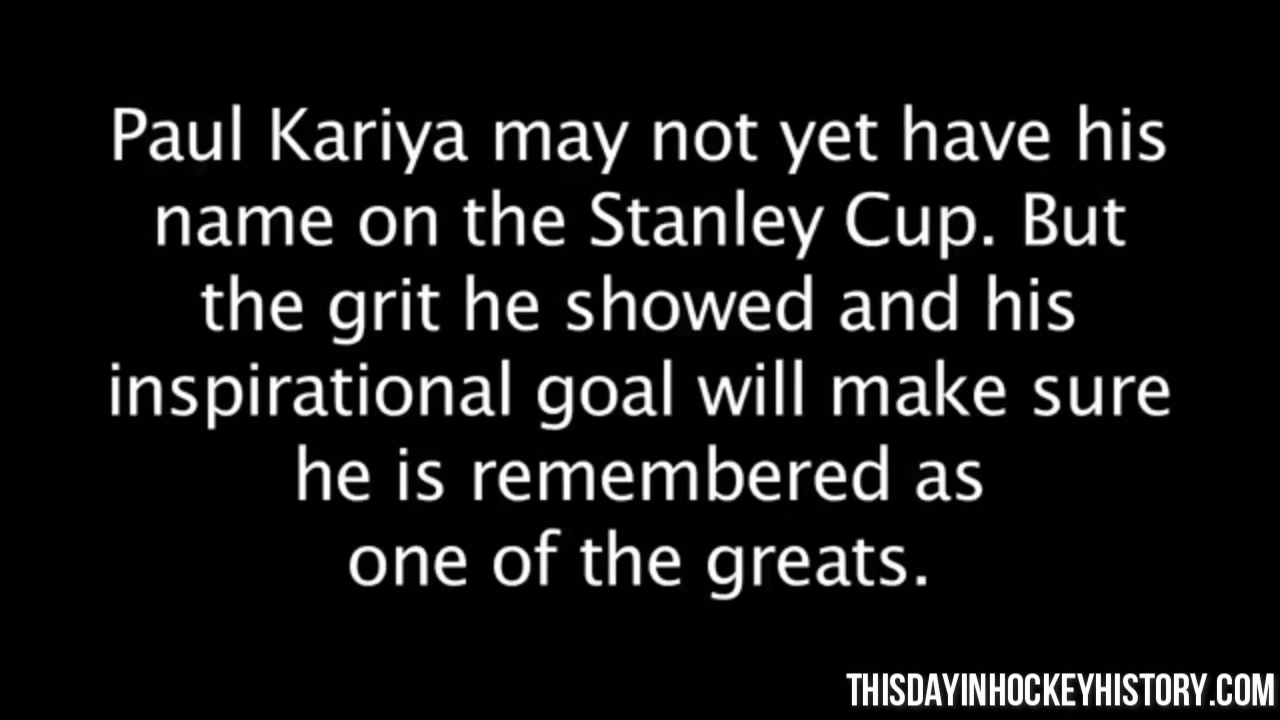 Paul Kariya may not yet have his
name on the Stanley Cup. But
the grit he showed and his
inspirational goal will make sure
he is remembered as
one of the greats.
THISDAYINHOCKEYHISTORY.COM